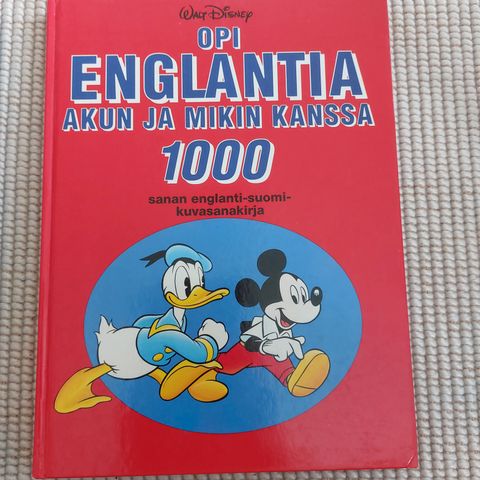 WALT DISNEY
OPI
ENGLANTIA
AKUN JA MIKIN KANSSA
1000
sanan englanti-suomi-
kuvasanakirja